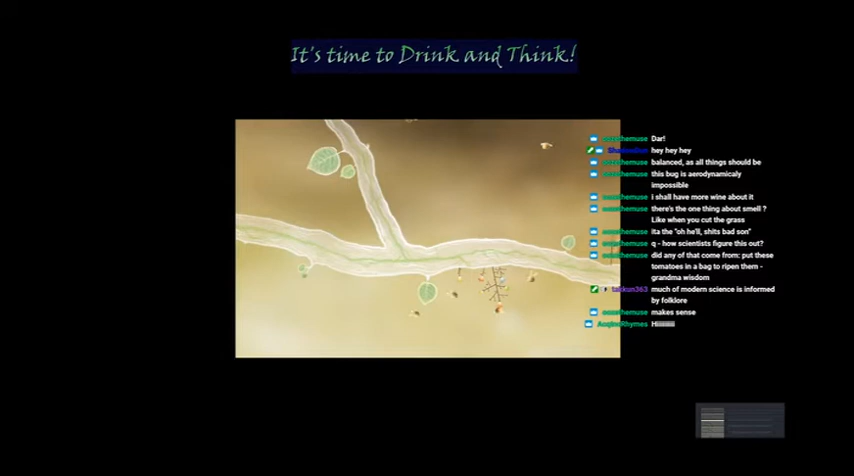 It's time to Drink and Think!
Dar!
hey hey hey
balanced, as all things should be
this bug is aerodynamicaly
impossible
i shall have more wine about it
there's the one thing about smell ?
Like when you cut the grass
ita the "oh he'll, shits bad son"
q - how scientists figure this out?
did any of that come from: put these
tomatoes in a bag to ripen them -
grandma wisdom
takkun363 much of modern science is informed
by folklore
makes sense